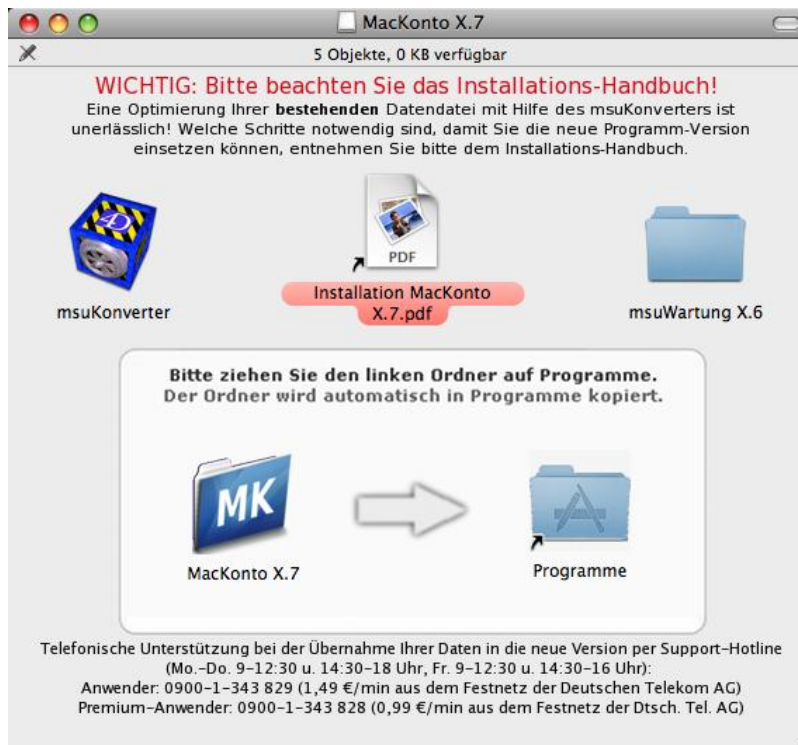 MacKonto X.7
5 Objekte, 0 KB verfügbar
WICHTIG: Bitte beachten Sie das Installations-Handbuch!
Eine Optimierung Ihrer bestehenden Datendatei mit Hilfe des msuKonverters ist
unerlässlich! Welche Schritte notwendig sind, damit Sie die neue Programm-Version
einsetzen können, entnehmen Sie bitte dem Installations-Handbuch.
4D
PDF
msuKonverter
Installation MacKonto
X.7.pdf
msuWartung X.6
Bitte ziehen Sie den linken Ordner auf Programme.
Der Ordner wird automatisch in Programme kopiert.
MK
MacKonto X.7
Programme
Telefonische Unterstützung bei der Übernahme Ihrer Daten in die neue Version per Support-Hotline
(Mo.-Do. 9-12:30 u. 14:30-18 Uhr, Fr. 9-12:30 u. 14:30-16 Uhr):
Anwender: 0900-1-343 829 (1,49 €/min aus dem Festnetz der Deutschen Telekom AG)
Premium-Anwender: 0900-1-343 828 (0,99 €/min aus dem Festnetz der Dtsch. Tel. AG)